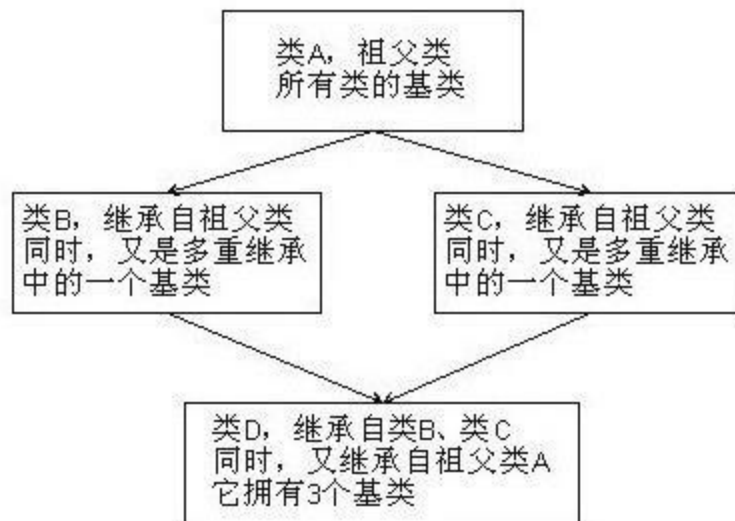 类A，祖父类
所有类的基类
类B，继承自祖父类
同时，又是多重继承
中的一个基类
类C，继承自祖父类
同时，又是多重继承
中的一个基类
类D，继承自类B、类C
同时，又继承自祖父类A
它拥有3个基类